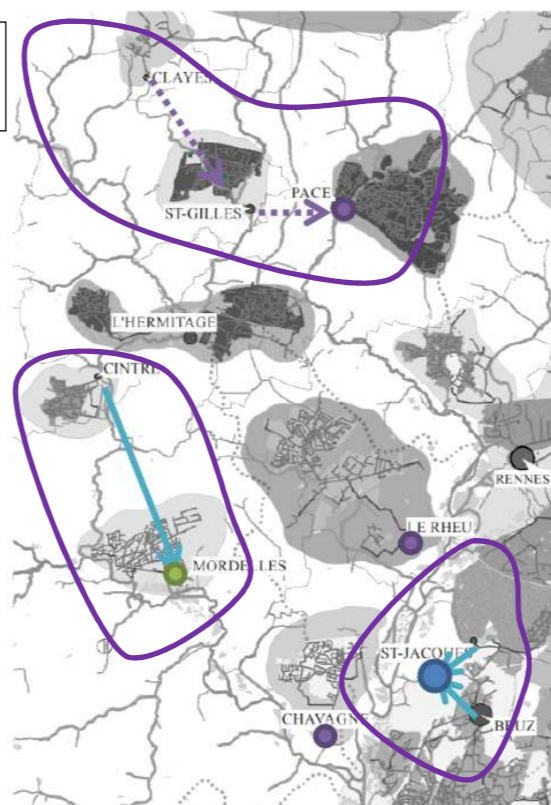 CLAYES
PACE
ST-GILLES
L'HERMITAGE
CINTRE
RENNES
LE RHEU
MORDELLES
ST-JACQUES
CHAVAGNE
BRUZ